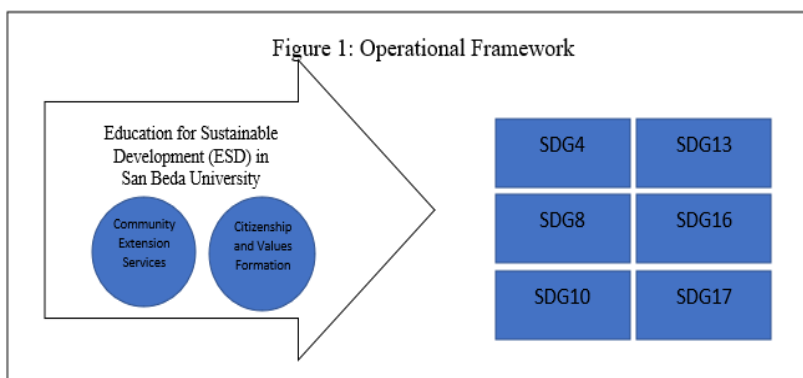 Figure 1: Operational Framework
Education for Sustainable
Development (ESD) in
San Beda University
Community
Extension
Services
Citizenship
and Values
Formation
SDG4
SDG13
SDG8
SDG16
SDG10
SDG17